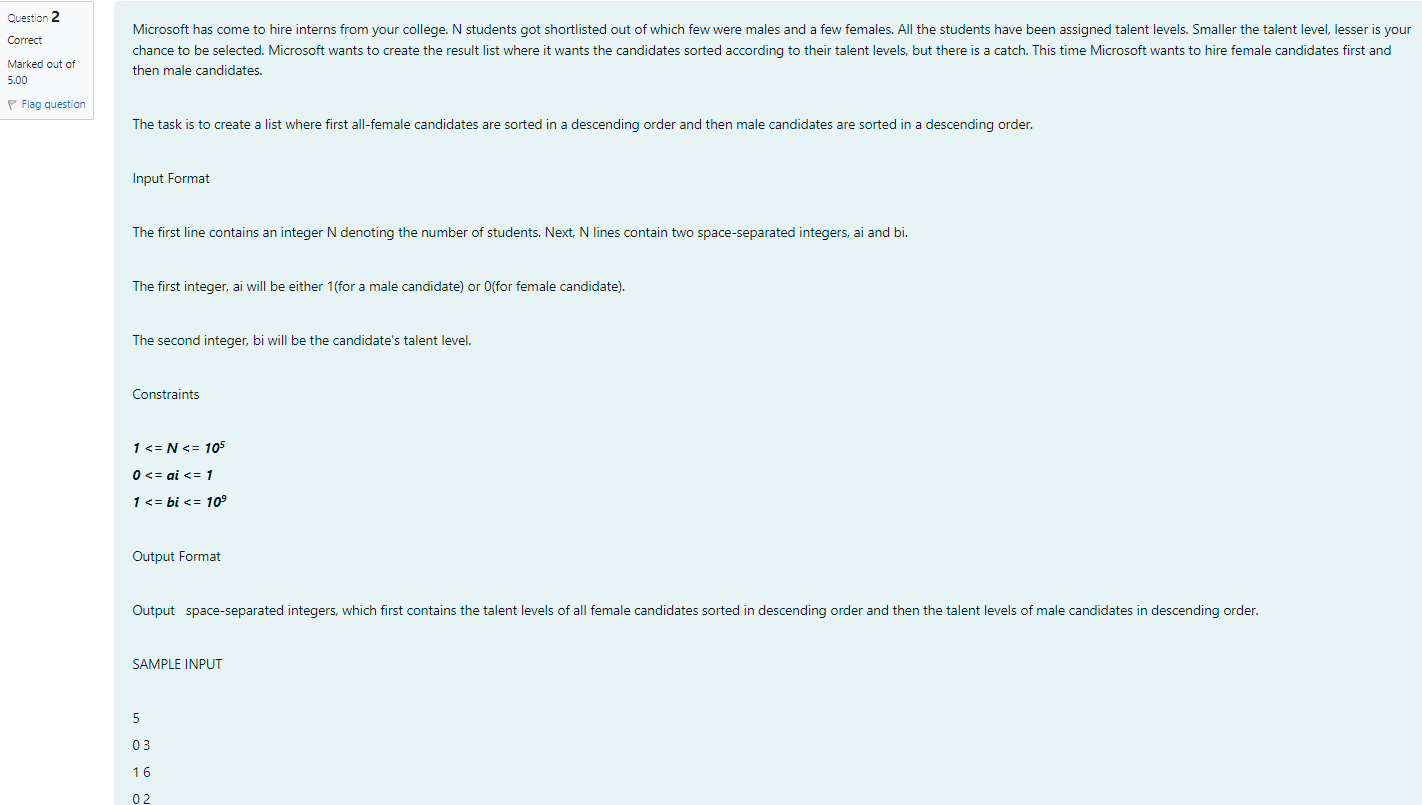 Question 2
Correct
Marked out of
5.00
Flag question
Microsoft has come to hire interns from your college. N students got shortlisted out of which few were males and a few females. All the students have been assigned talent levels. Smaller the talent level, lesser is your
chance to be selected. Microsoft wants to create the result list where it wants the candidates sorted according to their talent levels, but there is a catch. This time Microsoft wants to hire female candidates first and
then male candidates.
The task is to create a list where first all-female candidates are sorted in a descending order and then male candidates are sorted in a descending order.
Input Format
The first line contains an integer N denoting the number of students. Next, N lines contain two space-separated integers, ai and bi.
The first integer, ai will be either 1(for a male candidate) or 0(for female candidate).
The second integer, bi will be the candidate's talent level.
Constraints
1 <= N <= 10⁵
0 <= ai <= 1
1 <= bi <= 10⁹
Output Format
Output space-separated integers, which first contains the talent levels of all female candidates sorted in descending order and then the talent levels of male candidates in descending order.
SAMPLE INPUT
5
0 3
1 6
0 2